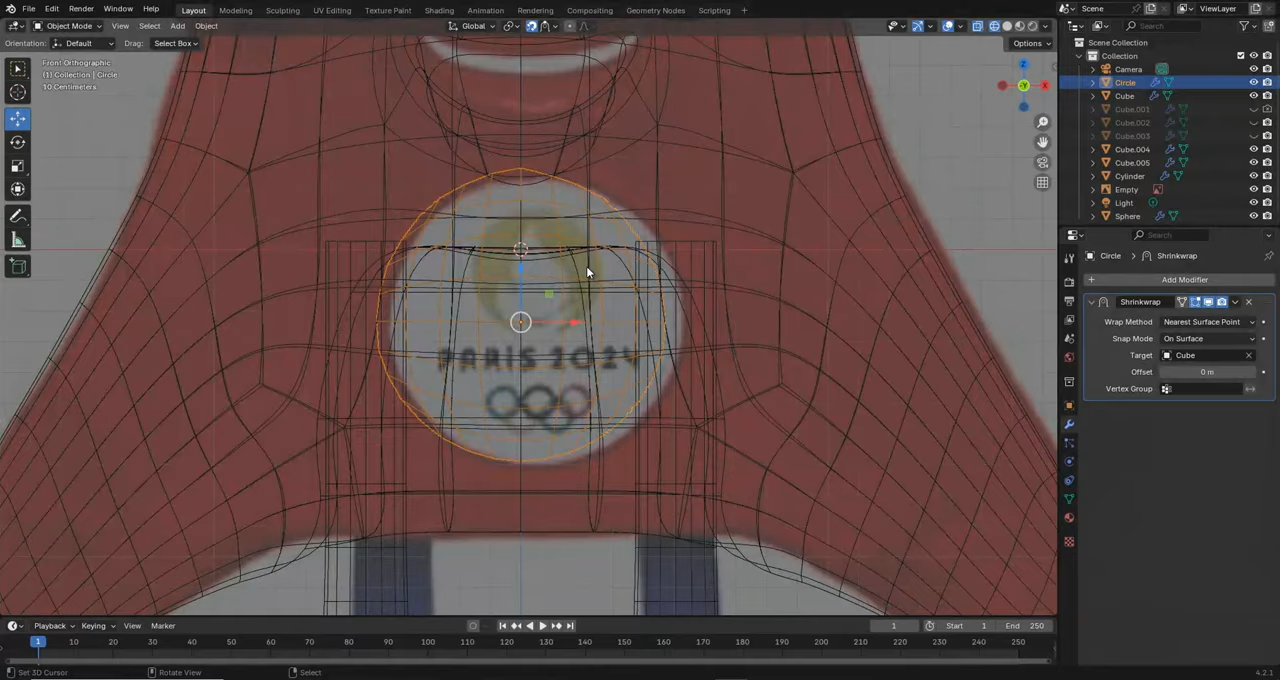 File Edit Render Window Help Layout Modeling Sculpting UV Editing Texture Paint Shading Animation Rendering Compositing Geometry Nodes Scripting + Scene ViewLayer
Object Mode View Select Add Object Global Search
Orientation: Default Drag: Select Box Options
Front Orthographic
(1) Collection | Circle
10 Centimeters
Z
X
-Y
PARIS 2024
Scene Collection
Collection
Camera
Circle
Cube
Cube.001
Cube.002
Cube.003
Cube.004
Cube.005
Cylinder
Empty
Light
Sphere
Search
Circle > Shrinkwrap
Add Modifier
Shrinkwrap
Wrap Method Nearest Surface Point
Snap Mode On Surface
Target Cube
Offset 0 m
Vertex Group
Playback Keying View Marker 1 Start 1 End 250
1 10 20 30 40 50 60 70 80 90 100 110 120 130 140 150 160 170 180 190 200 210 220 230 240 250
Set 3D Cursor Rotate View Select 4.2.1